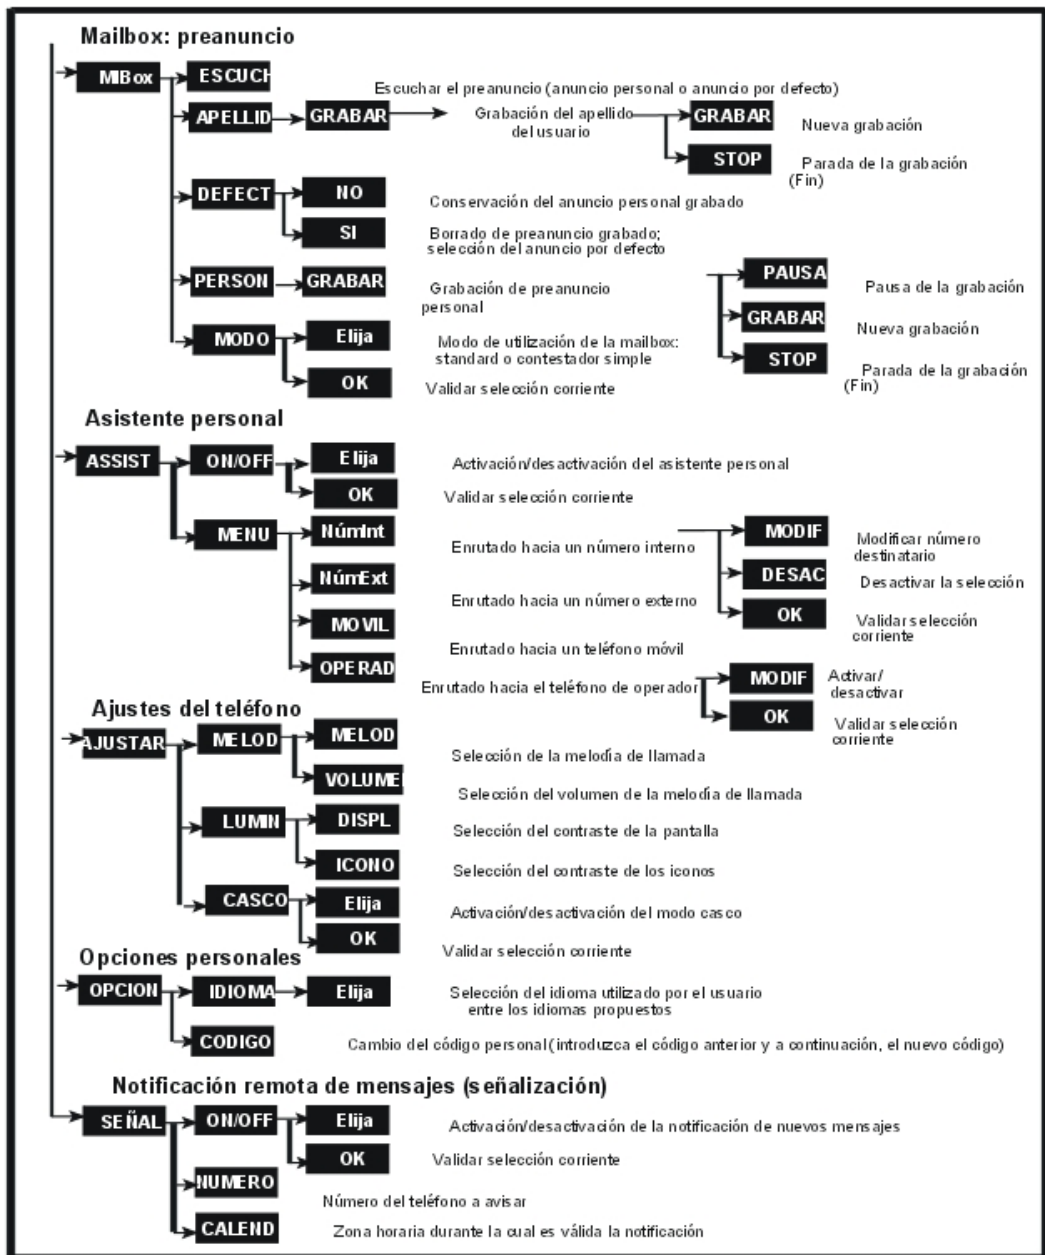 Mailbox: preanuncio
MIBox
ESCUCH
Escuchar el preanuncio (anuncio personal o anuncio por defecto)
APELLID
GRABAR
Grabación del apellido
del usuario
GRABAR
Nueva grabación
STOP
Parada de la grabación
(Fin)
DEFECT
NO
Conservación del anuncio personal grabado
SI
Borrado de preanuncio grabado;
selección del anuncio por defecto
PERSON
GRABAR
Grabación de preanuncio
personal
PAUSA
Pausa de la grabación
GRABAR
Nueva grabación
STOP
Parada de la grabación
(Fin)
MODO
Elija
Modo de utilización de la mailbox:
standard o contestador simple
OK
Validar selección corriente
Asistente personal
ASSIST
ON/OFF
Elija
Activación/desactivación del asistente personal
OK
Validar selección corriente
MENU
NúmInt
Enrutado hacia un número interno
MODIF
Modificar número
destinatario
NúmExt
DESAC
Desactivar la selección
Enrutado hacia un número externo
OK
Validar selección
corriente
MOVIL
Enrutado hacia un teléfono móvil
OPERAD
Enrutado hacia el teléfono de operador
MODIF
Activar/
desactivar
OK
Validar selección
corriente
Ajustes del teléfono
AJUSTAR
MELOD
MELOD
Selección de la melodía de llamada
VOLUME
Selección del volumen de la melodía de llamada
LUMIN
DISPL
Selección del contraste de la pantalla
ICONO
Selección del contraste de los iconos
CASCO
Elija
Activación/desactivación del modo casco
OK
Validar selección corriente
Opciones personales
OPCION
IDIOMA
Elija
Selección del idioma utilizado por el usuario
entre los idiomas propuestos
CODIGO
Cambio del código personal(introduzca el código anterior y a continuación, el nuevo código)
Notificación remota de mensajes (señalización)
SEÑAL
ON/OFF
Elija
Activación/desactivación de la notificación de nuevos mensajes
OK
Validar selección corriente
NUMERO
Número del teléfono a avisar
CALEND
Zona horaria durante la cual es válida la notificación